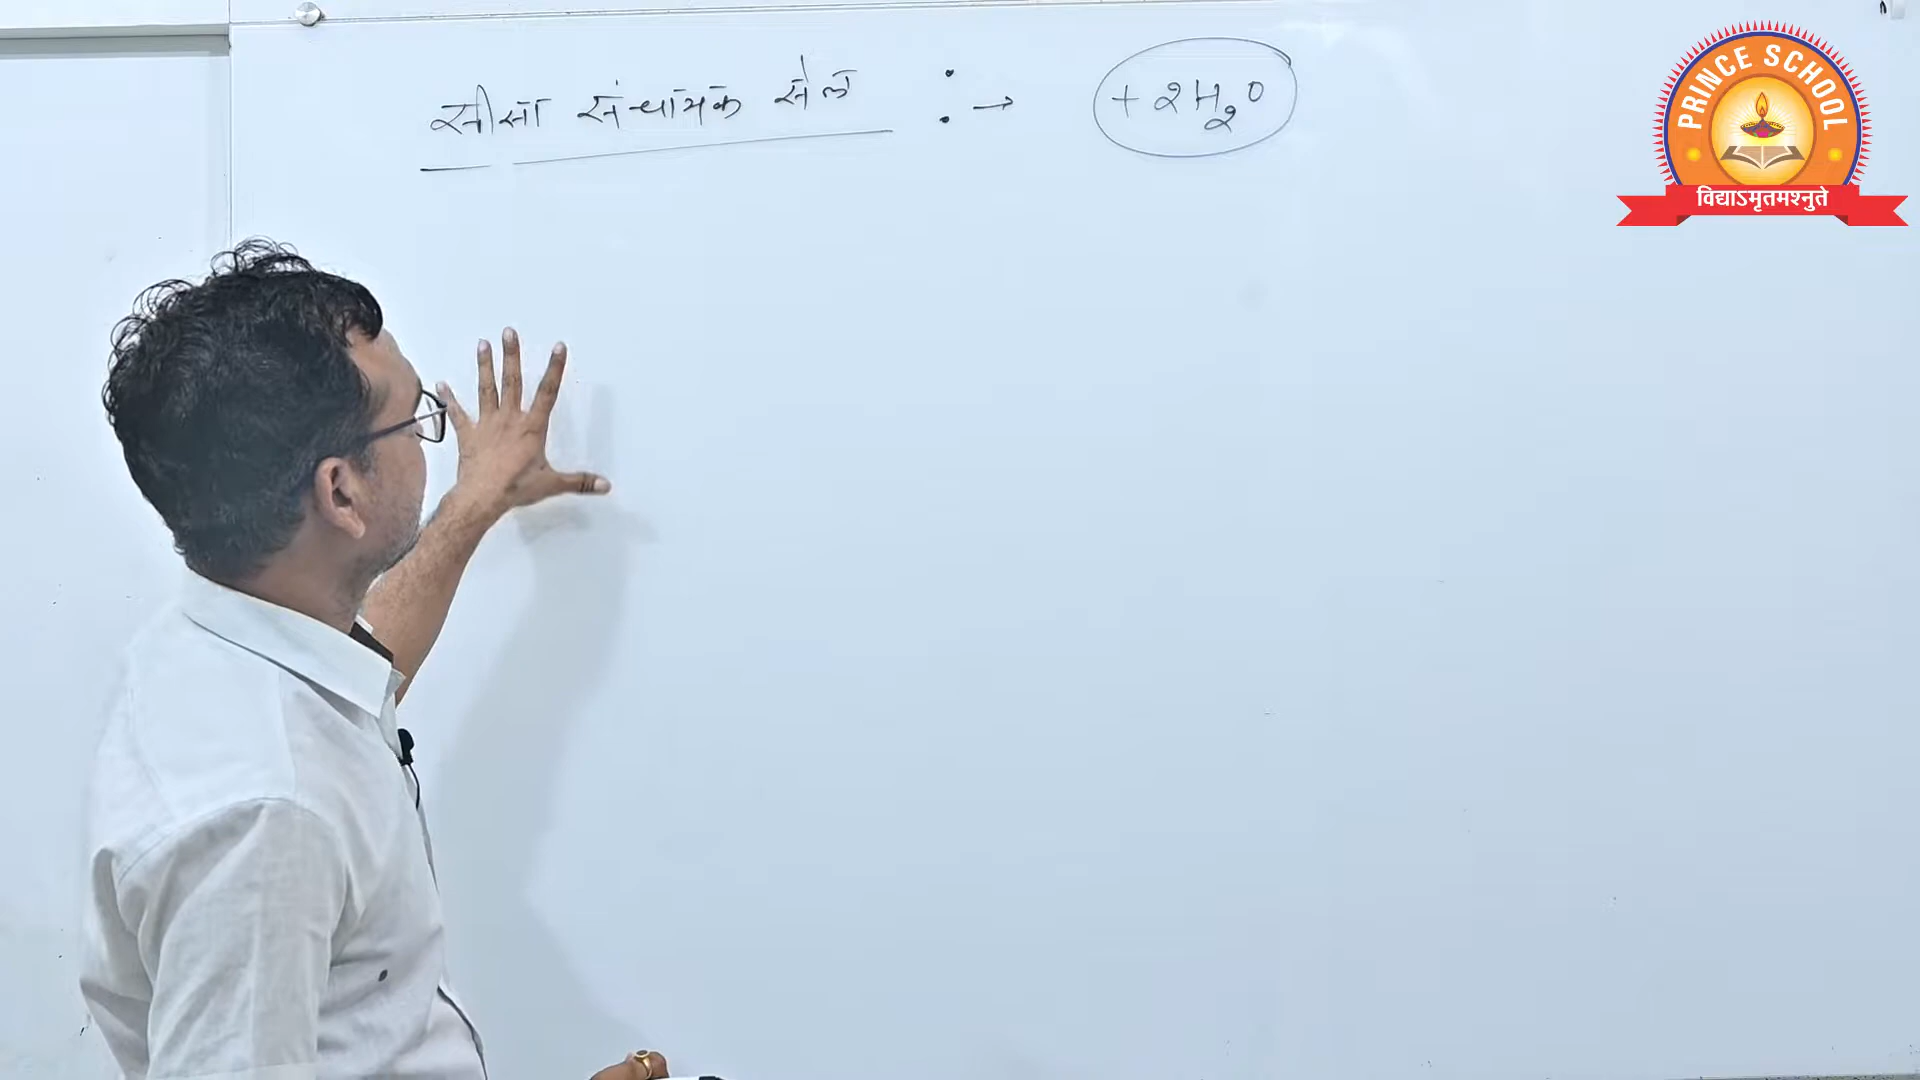 सीसा संचायक सेल :→ + 2H₂O
PRINCE SCHOOL
विद्याऽमृतमश्नुते